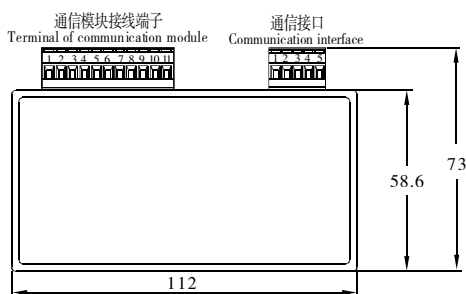 通信模块接线端子
Terminal of communication module
通信接口
Communication interface
1 2 3 4 5 6 7 8 9 10 11
1 2 3 4 5
58.6
73
112